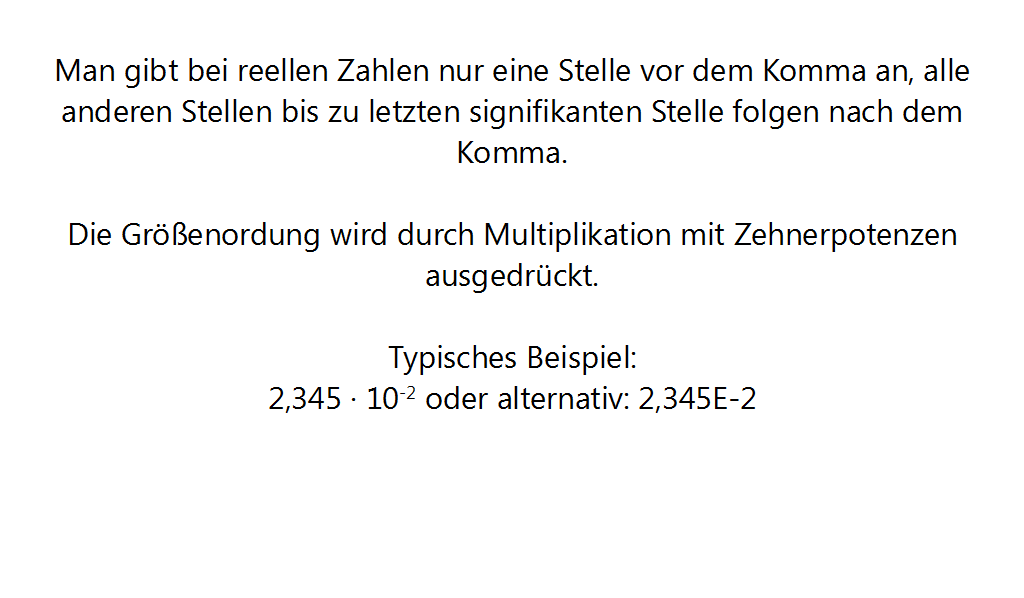 Man gibt bei reellen Zahlen nur eine Stelle vor dem Komma an, alle
anderen Stellen bis zu letzten signifikanten Stelle folgen nach dem
Komma.
Die Größenordung wird durch Multiplikation mit Zehnerpotenzen
ausgedrückt.
Typisches Beispiel:
2,345 · 10⁻² oder alternativ: 2,345E-2